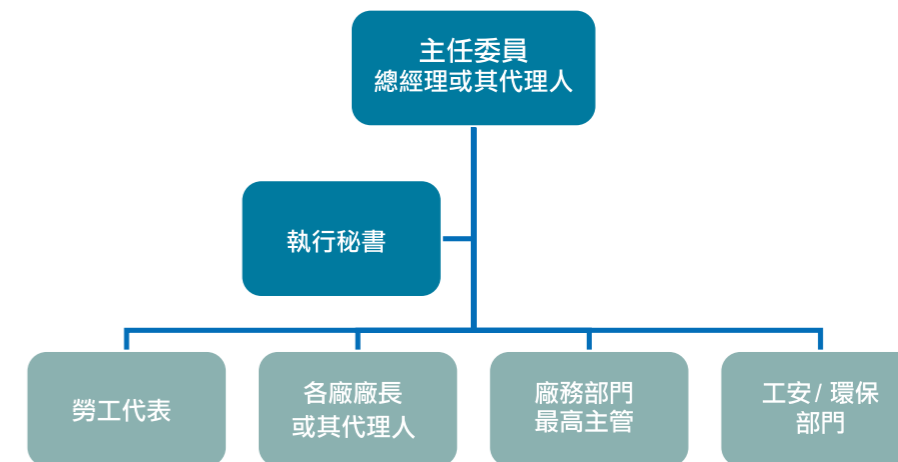 主任委員
總經理或其代理人
執行秘書
勞工代表
各廠廠長
或其代理人
廠務部門
最高主管
工安/ 環保
部門